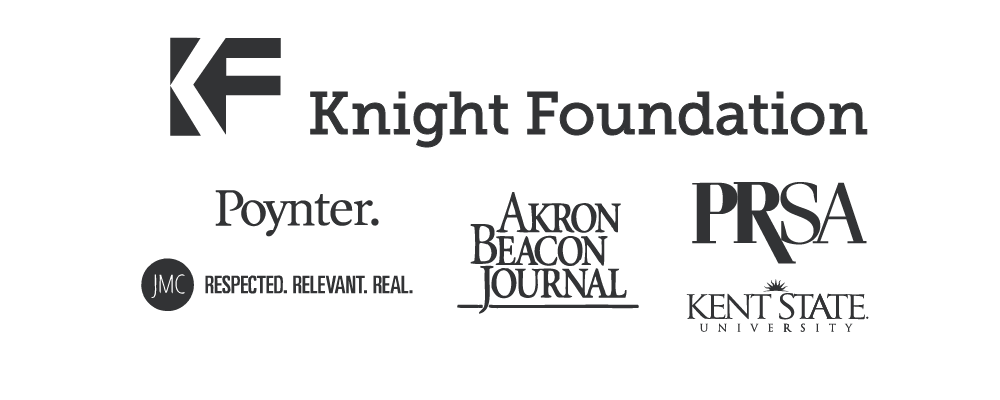 KF Knight Foundation
Poynter.
JMC RESPECTED. RELEVANT. REAL.
AKRON
BEACON
JOURNAL
PRSA
KENT STATE.
UNIVERSITY